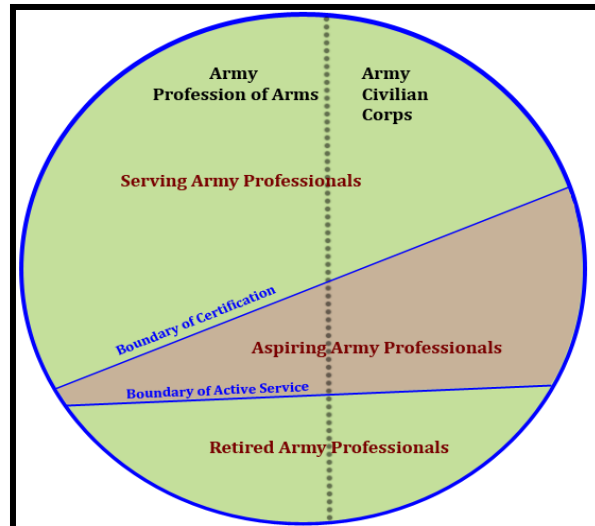 Army
Profession of Arms
Army
Civilian
Corps
Serving Army Professionals
Boundary of Certification
Aspiring Army Professionals
Boundary of Active Service
Retired Army Professionals